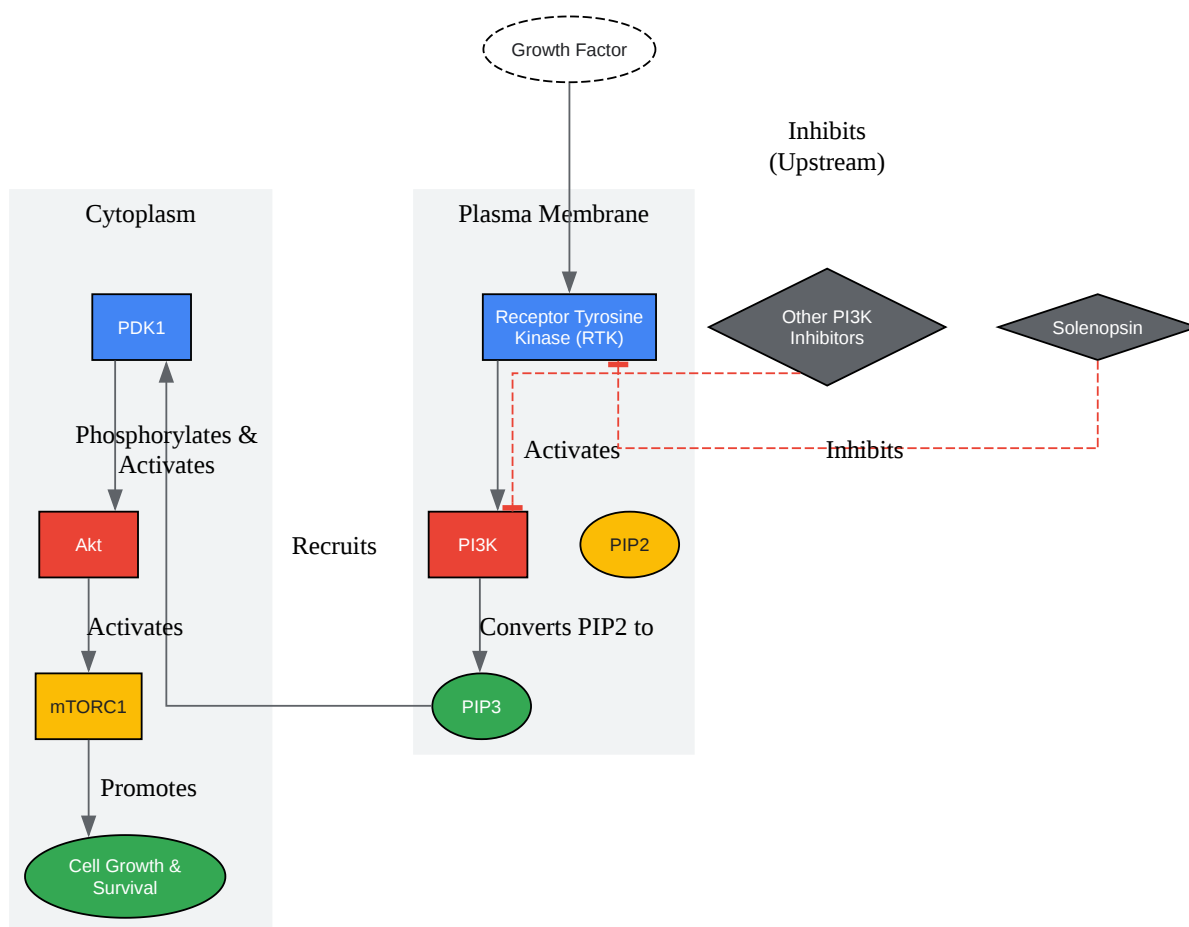 Growth Factor
Inhibits
(Upstream)
Cytoplasm
Plasma Membrane
PDK1
Receptor Tyrosine
Kinase (RTK)
Other PI3K
Inhibitors
Solenopsin
Phosphorylates &
Activates
Activates
Inhibits
Akt
Recruits
PI3K
PIP2
Activates
Converts PIP2 to
mTORC1
PIP3
Promotes
Cell Growth &
Survival